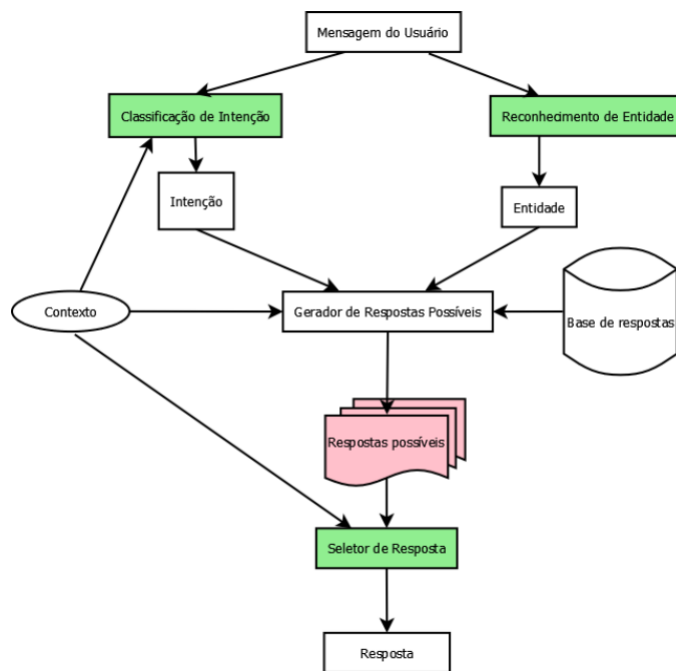 Mensagem do Usuário
Classificação de Intenção
Reconhecimento de Entidade
Intenção
Entidade
Contexto
Gerador de Respostas Possíveis
Base de respostas
Respostas possíveis
Seletor de Resposta
Resposta